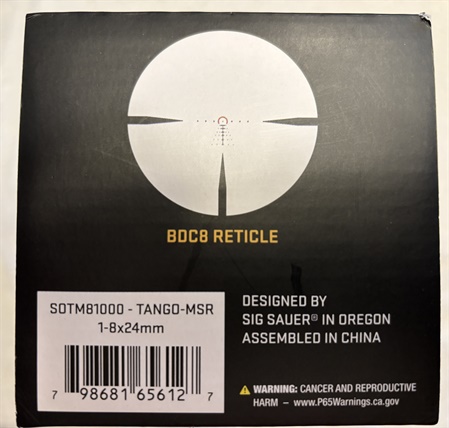 BDC8 RETICLE
SOTM81000 - TANGO-MSR
1-8x24mm
7 98681 65612 7
DESIGNED BY
SIG SAUER® IN OREGON
ASSEMBLED IN CHINA
WARNING: CANCER AND REPRODUCTIVE
HARM – www.P65Warnings.ca.gov